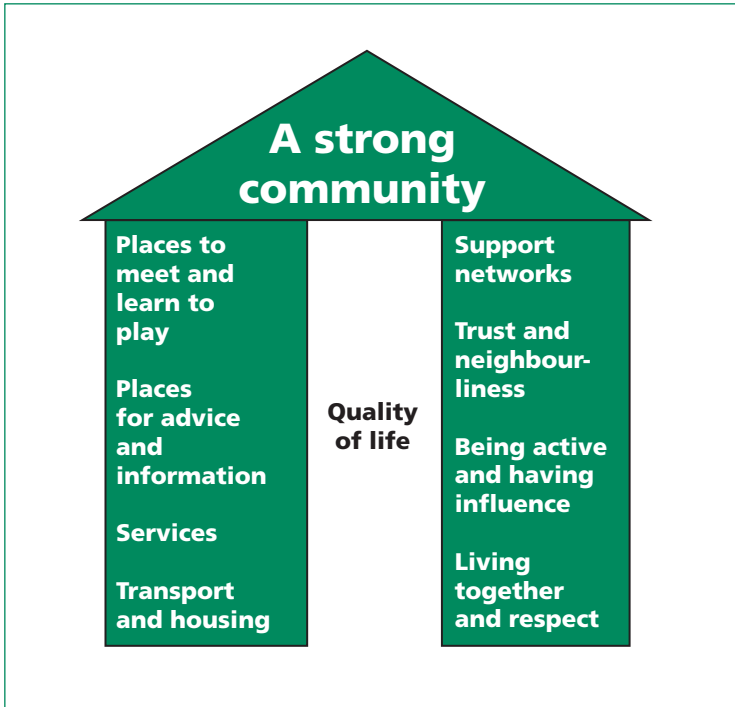 A strong
community
Places to
meet and
learn to
play
Places
for advice
and
information
Services
Transport
and housing
Quality
of life
Support
networks
Trust and
neighbour-
liness
Being active
and having
influence
Living
together
and respect